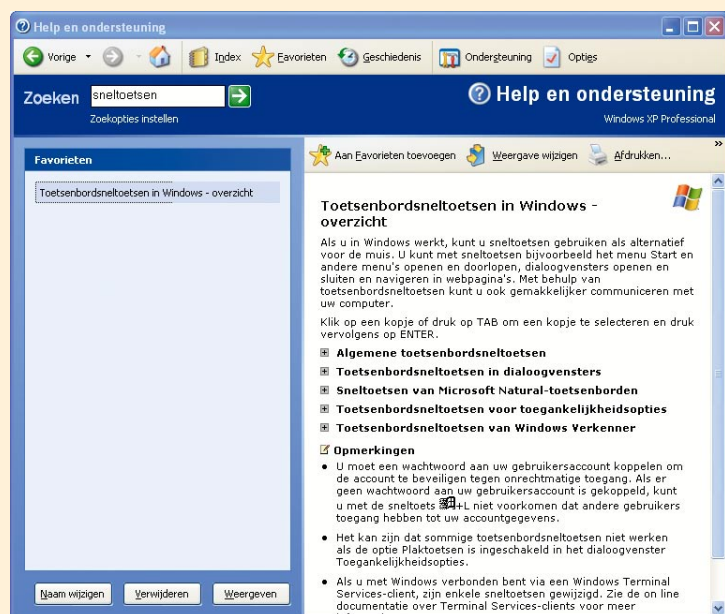 Help en ondersteuning
Vorige
Index
Favorieten
Geschiedenis
Ondersteuning
Opties
Zoeken
sneltoetsen
Zoekopties instellen
Help en ondersteuning
Windows XP Professional
Favorieten
Toetsenbordsneltoetsen in Windows - overzicht
Naam wijzigen
Verwijderen
Weergeven
Aan Favorieten toevoegen
Weergave wijzigen
Afdrukken...
Toetsenbordsneltoetsen in Windows -
overzicht
Als u in Windows werkt, kunt u sneltoetsen gebruiken als alternatief
voor de muis. U kunt met sneltoetsen bijvoorbeeld het menu Start en
andere menu's openen en doorlopen, dialoogvensters openen en
sluiten en navigeren in webpagina's. Met behulp van
toetsenbordsneltoetsen kunt u ook gemakkelijker communiceren met
uw computer.
Klik op een kopje of druk op TAB om een kopje te selecteren en druk
vervolgens op ENTER.
Algemene toetsenbordsneltoetsen
Toetsenbordsneltoetsen in dialoogvensters
Sneltoetsen van Microsoft Natural-toetsenborden
Toetsenbordsneltoetsen voor toegankelijkheidsopties
Toetsenbordsneltoetsen van Windows Verkenner
Opmerkingen
• U moet een wachtwoord aan uw gebruikersaccount koppelen om
de account te beveiligen tegen onrechtmatige toegang. Als er
geen wachtwoord aan uw gebruikersaccount is gekoppeld, kunt
u met de sneltoets +L niet voorkomen dat andere gebruikers
toegang hebben tot uw accountgegevens.
• Het kan zijn dat sommige toetsenbordsneltoetsen niet werken
als de optie Plaktoetsen is ingeschakeld in het dialoogvenster
Toegankelijkheidsopties.
• Als u met Windows verbonden bent via een Windows Terminal
Services-client, zijn enkele sneltoetsen gewijzigd. Zie de on line
documentatie over Terminal Services-clients voor meer